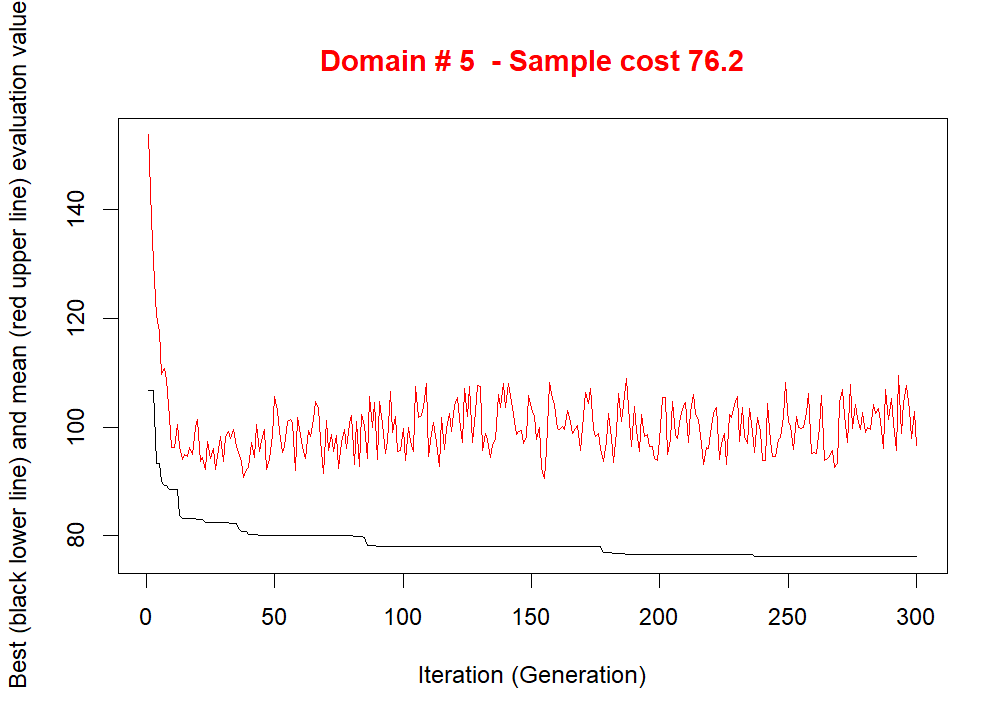 Domain # 5  - Sample cost 76.2
Best (black lower line) and mean (red upper line) evaluation value
140
120
100
80
0 50 100 150 200 250 300
Iteration (Generation)